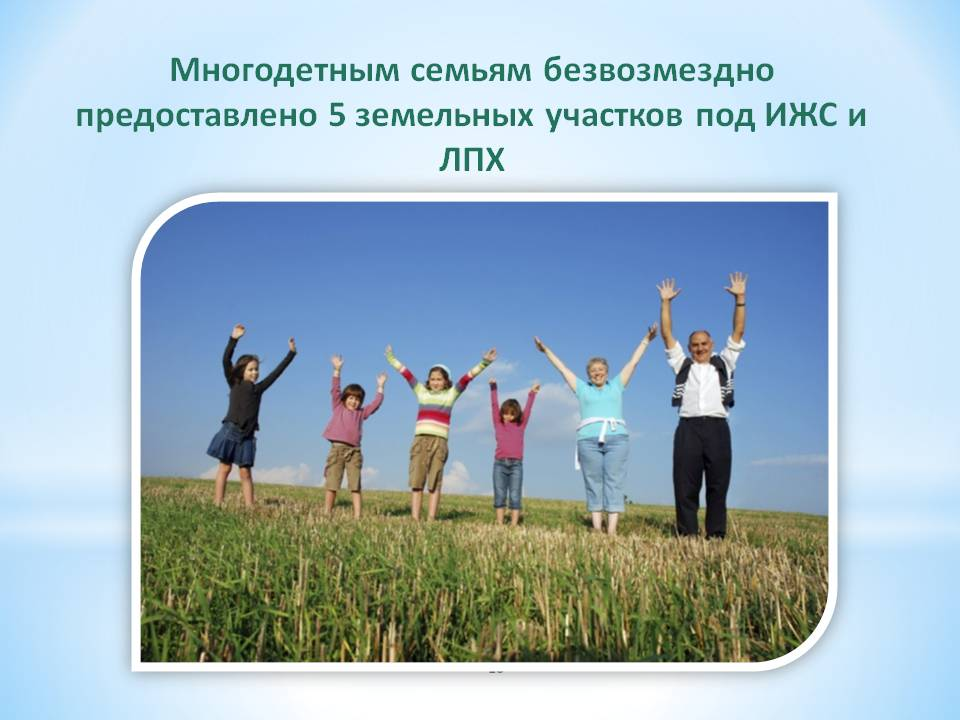 Многодетным семьям безвозмездно
предоставлено 5 земельных участков под ИЖС и
ЛПХ